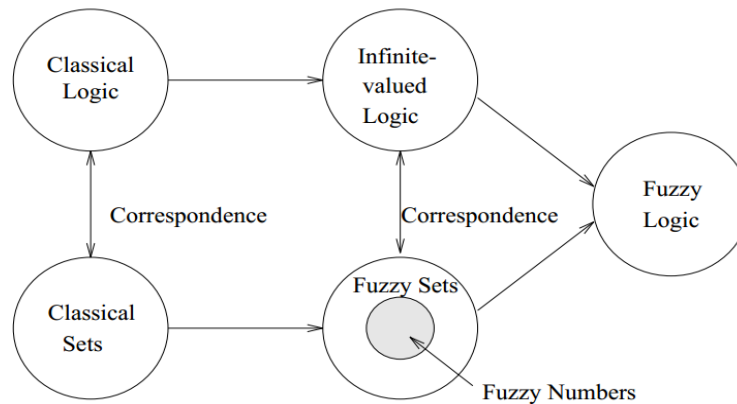 Classical
Logic
Infinite-
valued
Logic
Correspondence
Correspondence
Fuzzy
Logic
Classical
Sets
Fuzzy Sets
Fuzzy Numbers